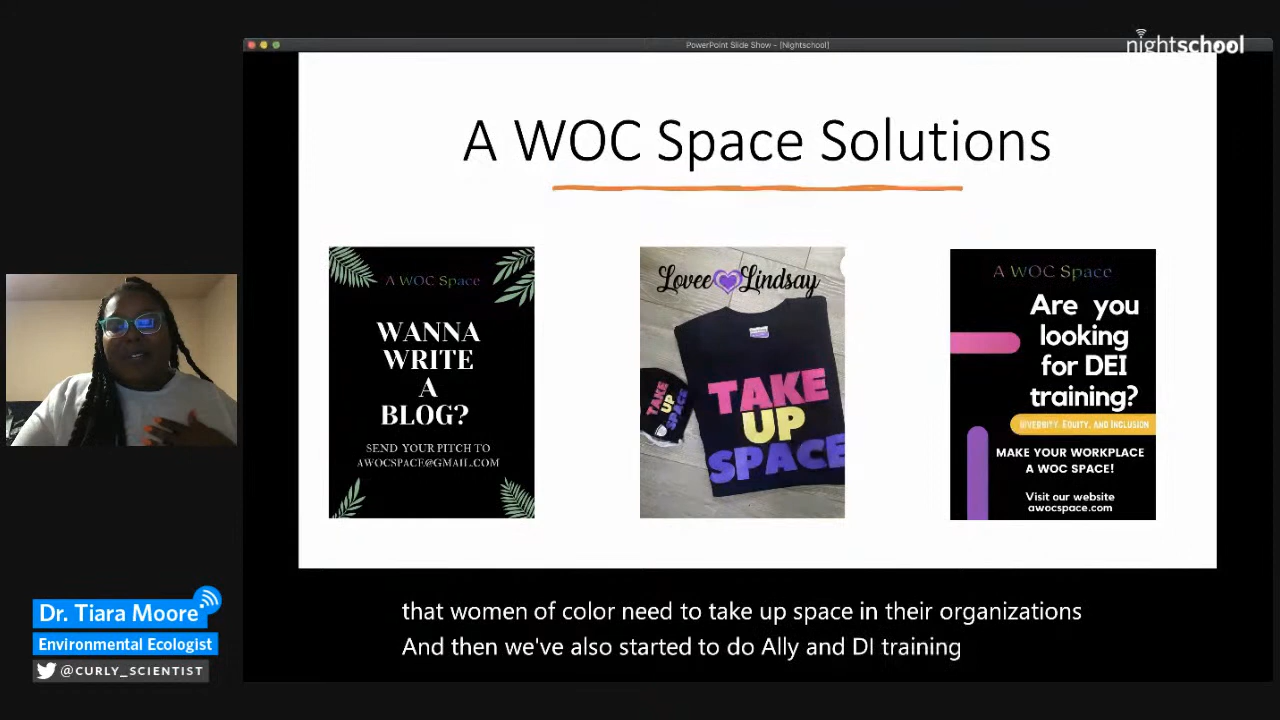 PowerPoint Slide Show - [Nightschool]
nightschool
A WOC Space Solutions
A WOC Space
WANNA
WRITE
A
BLOG?
SEND YOUR PITCH TO
AWOCSPACE@GMAIL.COM
Lovee Lindsay
TAKE
UP
SPACE
TAKE
UP
SPACE
A WOC Space
Are you
looking
for DEI
training?
DIVERSITY, EQUITY, AND INCLUSION
MAKE YOUR WORKPLACE
A WOC SPACE!
Visit our website
awocspace.com
Dr. Tiara Moore
Environmental Ecologist
@CURLY_SCIENTIST
that women of color need to take up space in their organizations
And then we've also started to do Ally and DI training